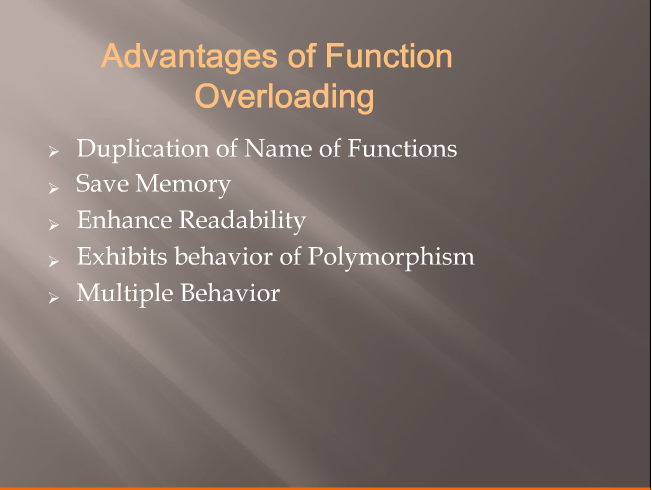 Advantages of Function
Overloading
Duplication of Name of Functions
Save Memory
Enhance Readability
Exhibits behavior of Polymorphism
Multiple Behavior